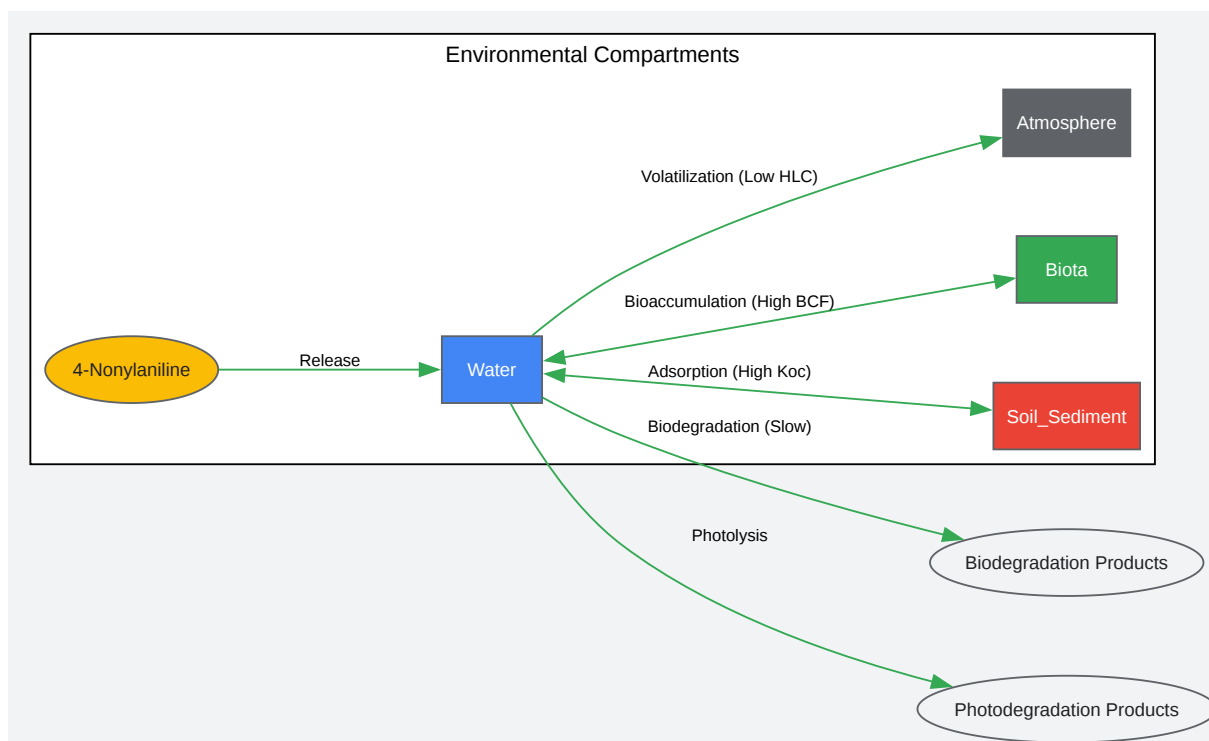 Environmental Compartments
Atmosphere
Volatilization (Low HLC)
Biota
Bioaccumulation (High BCF)
4-Nonylaniline
Release
Water
Adsorption (High Koc)
Soil_Sediment
Biodegradation (Slow)
Photolysis
Biodegradation Products
Photodegradation Products